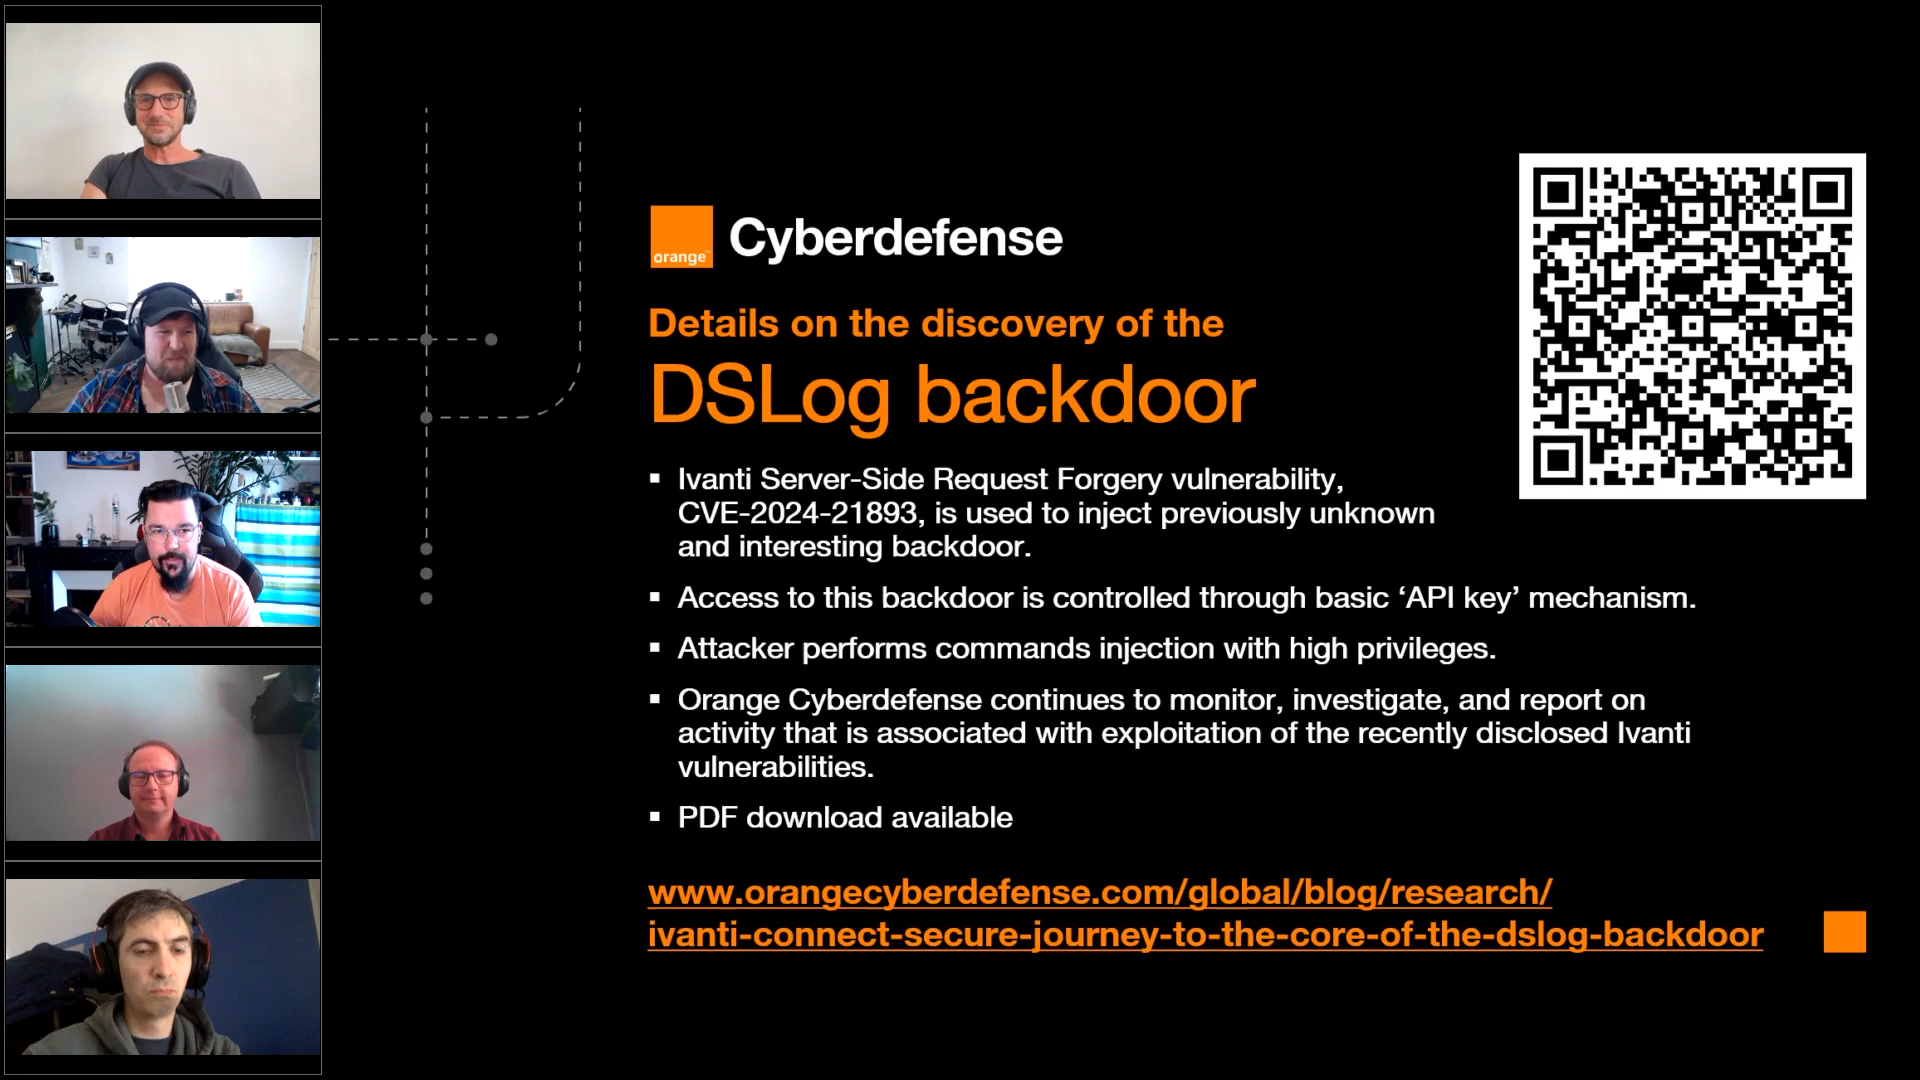 orange™
Cyberdefense
Details on the discovery of the
DSLog backdoor
▪ Ivanti Server-Side Request Forgery vulnerability,
CVE-2024-21893, is used to inject previously unknown
and interesting backdoor.
▪ Access to this backdoor is controlled through basic ‘API key’ mechanism.
▪ Attacker performs commands injection with high privileges.
▪ Orange Cyberdefense continues to monitor, investigate, and report on
activity that is associated with exploitation of the recently disclosed Ivanti
vulnerabilities.
▪ PDF download available
www.orangecyberdefense.com/global/blog/research/
ivanti-connect-secure-journey-to-the-core-of-the-dslog-backdoor